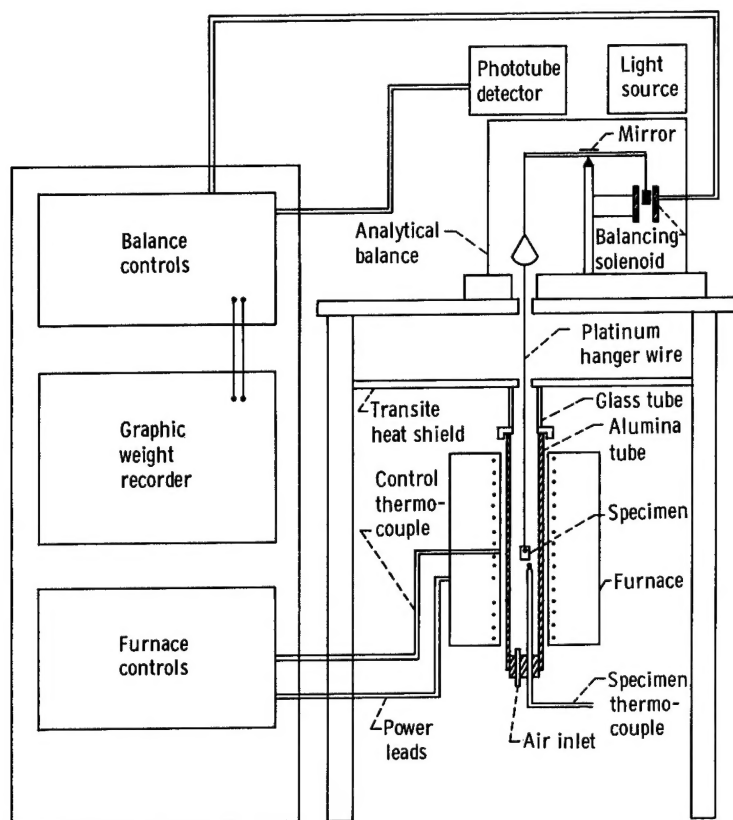 Phototube
detector
Light
source
Mirror
Balance
controls
Analytical
balance
Balancing
solenoid
Platinum
hanger wire
Graphic
weight
recorder
Transite
heat shield
Glass tube
Alumina
tube
Control
thermo-
couple
Specimen
Furnace
Furnace
controls
Power
leads
Air inlet
Specimen
thermo-
couple